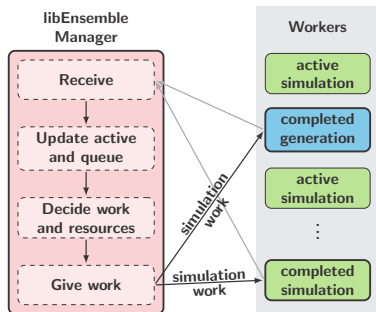 libEnsemble
Manager
Receive
Update active
and queue
Decide work
and resources
Give work
simulation
work
simulation
work
Workers
active
simulation
completed
generation
active
simulation
⋮
completed
simulation